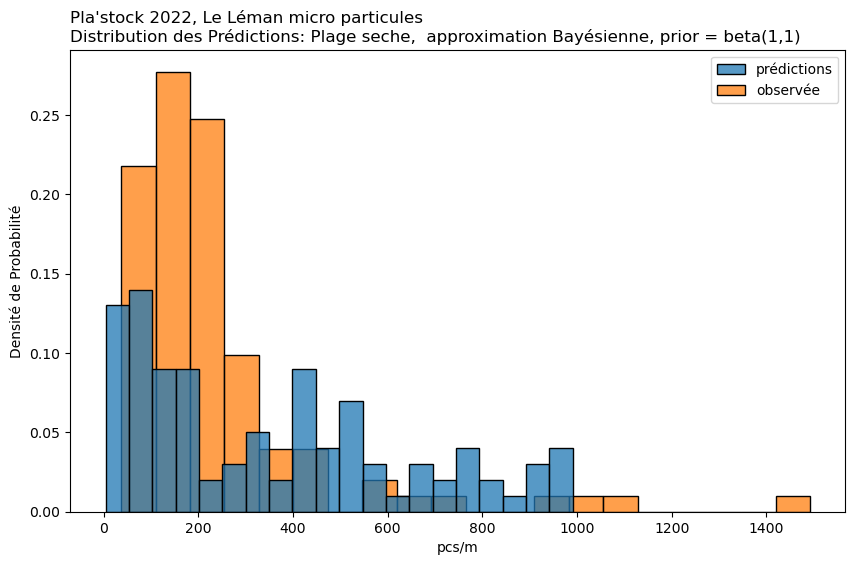 Pla'stock 2022, Le Léman micro particules
Distribution des Prédictions: Plage seche,  approximation Bayésienne, prior = beta(1,1)
prédictions
observée
Densité de Probabilité
0.25
0.20
0.15
0.10
0.05
0.00
0 200 400 600 800 1000 1200 1400
pcs/m